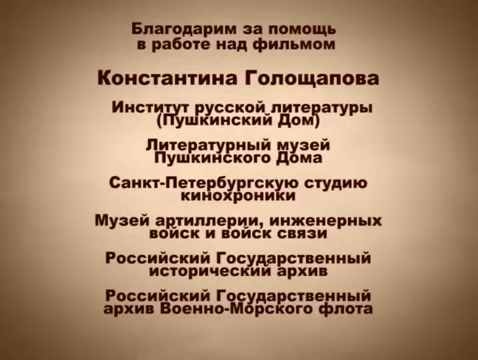 Благодарим за помощь
в работе над фильмом
Константина Голощапова
Институт русской литературы
(Пушкинский Дом)
Литературный музей
Пушкинского Дома
Санкт-Петербургскую студию
кинохроники
Музей артиллерии, инженерных
войск и войск связи
Российский Государственный
исторический архив
Российский Государственный
архив Военно-Морского флота